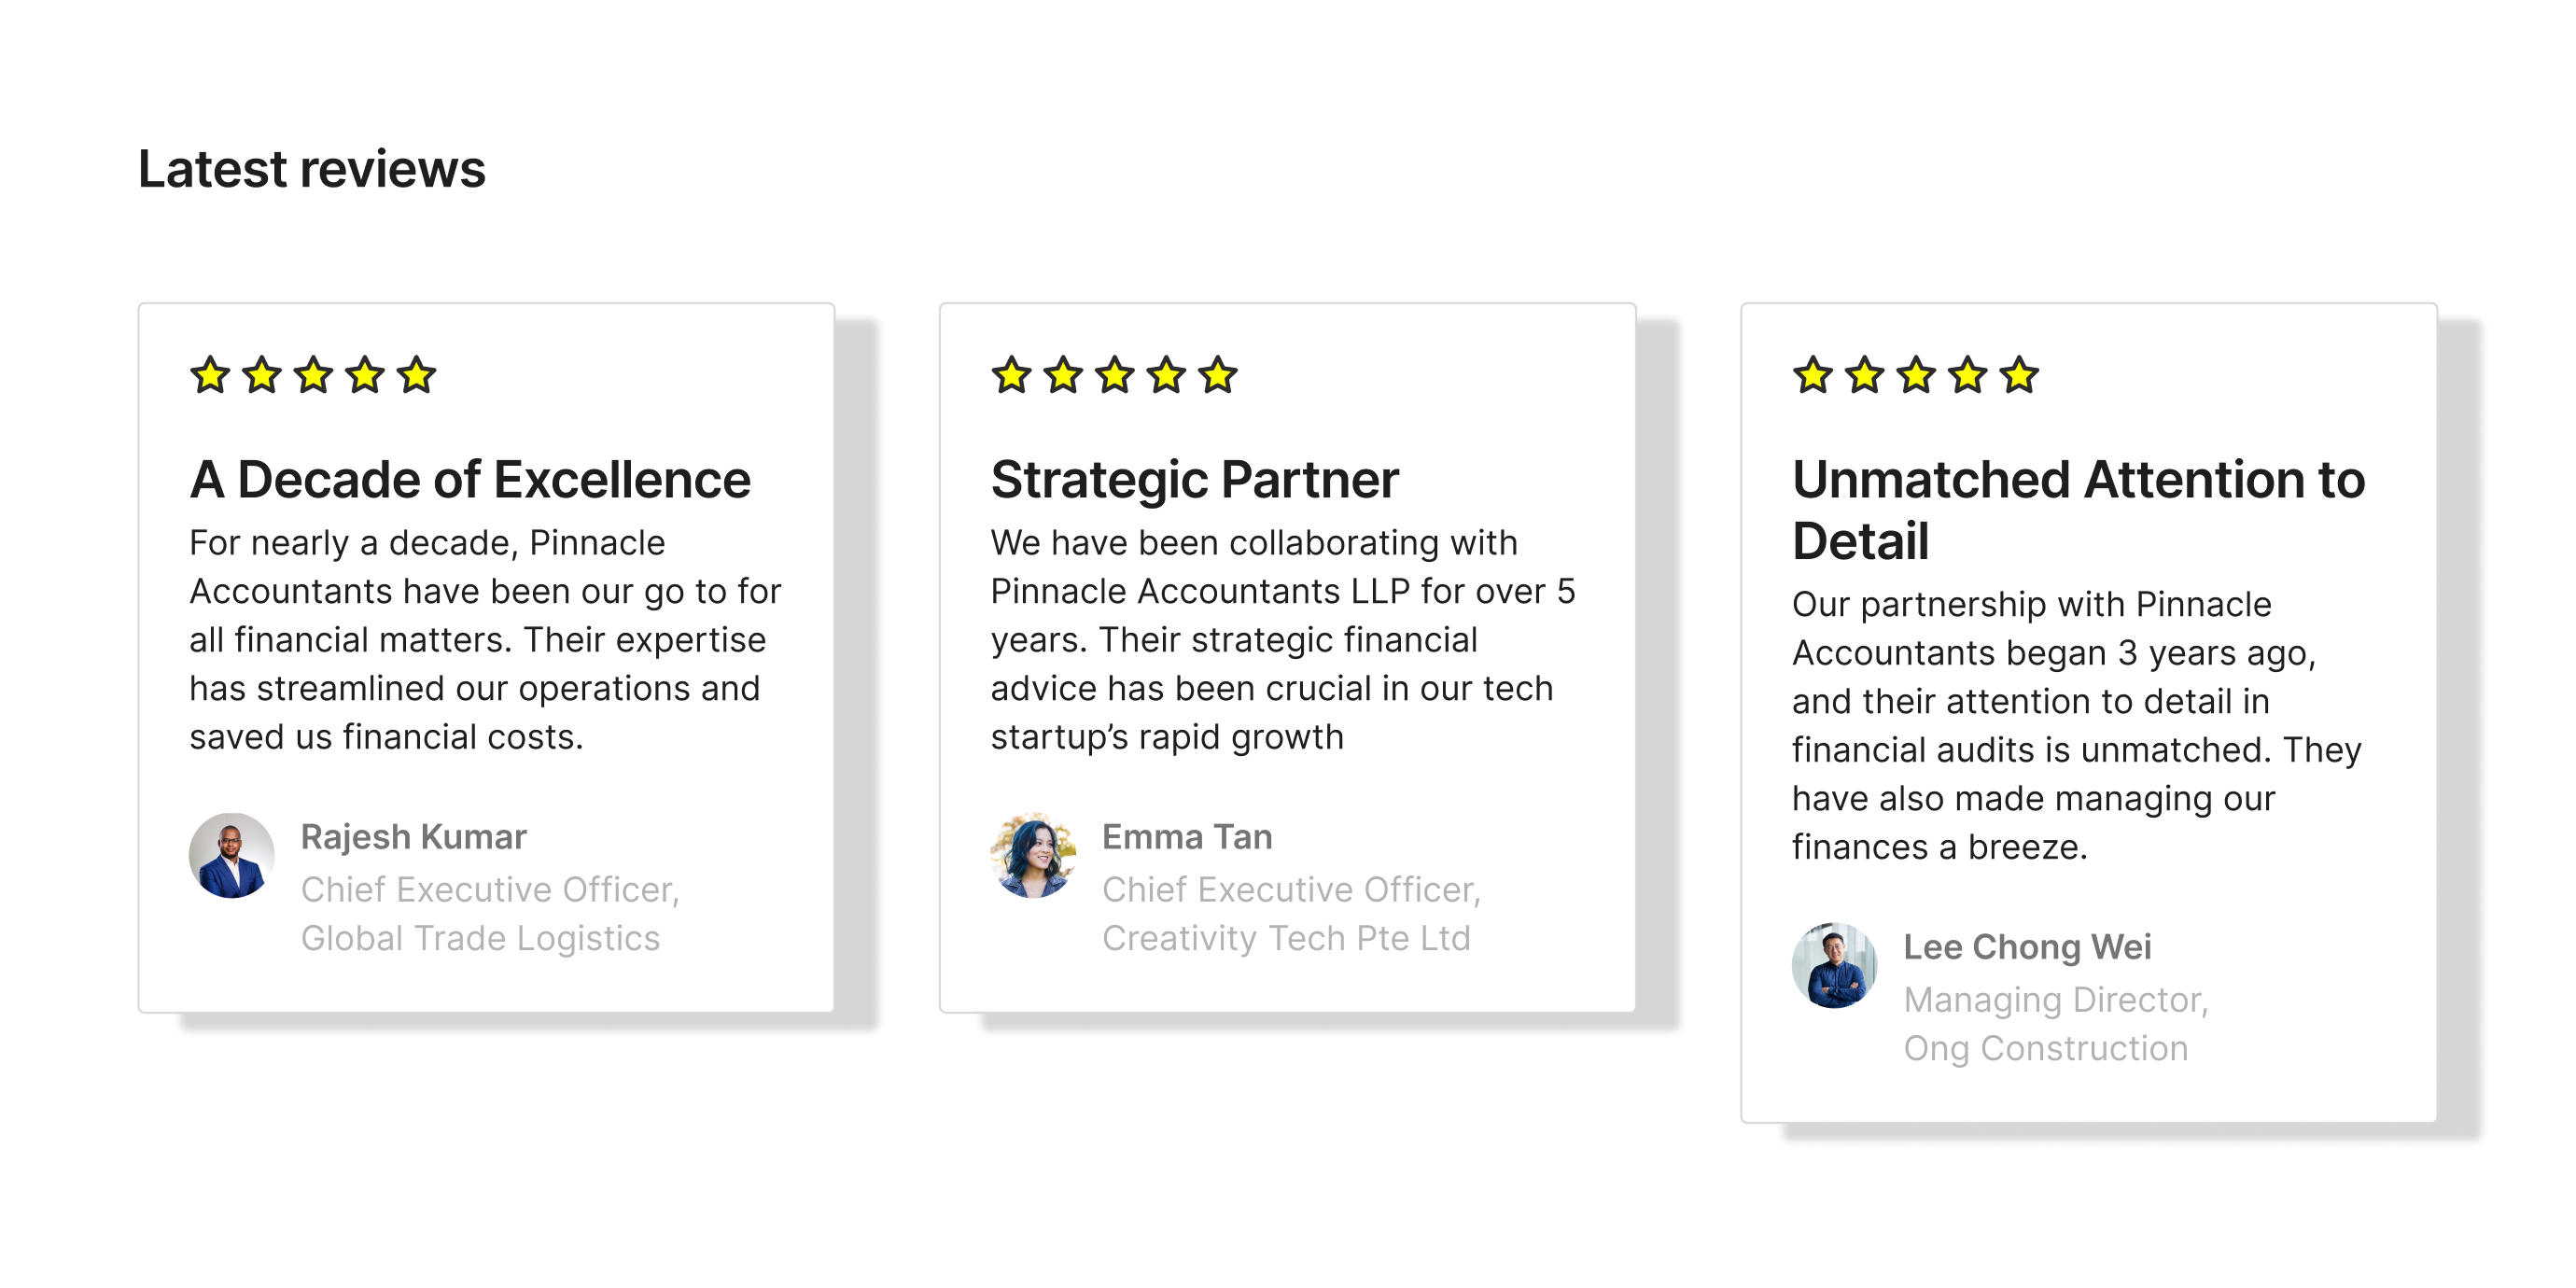 Latest reviews
A Decade of Excellence
For nearly a decade, Pinnacle
Accountants have been our go to for
all financial matters. Their expertise
has streamlined our operations and
saved us financial costs.
Rajesh Kumar
Chief Executive Officer,
Global Trade Logistics
Strategic Partner
We have been collaborating with
Pinnacle Accountants LLP for over 5
years. Their strategic financial
advice has been crucial in our tech
startup’s rapid growth
Emma Tan
Chief Executive Officer,
Creativity Tech Pte Ltd
Unmatched Attention to
Detail
Our partnership with Pinnacle
Accountants began 3 years ago,
and their attention to detail in
financial audits is unmatched. They
have also made managing our
finances a breeze.
Lee Chong Wei
Managing Director,
Ong Construction